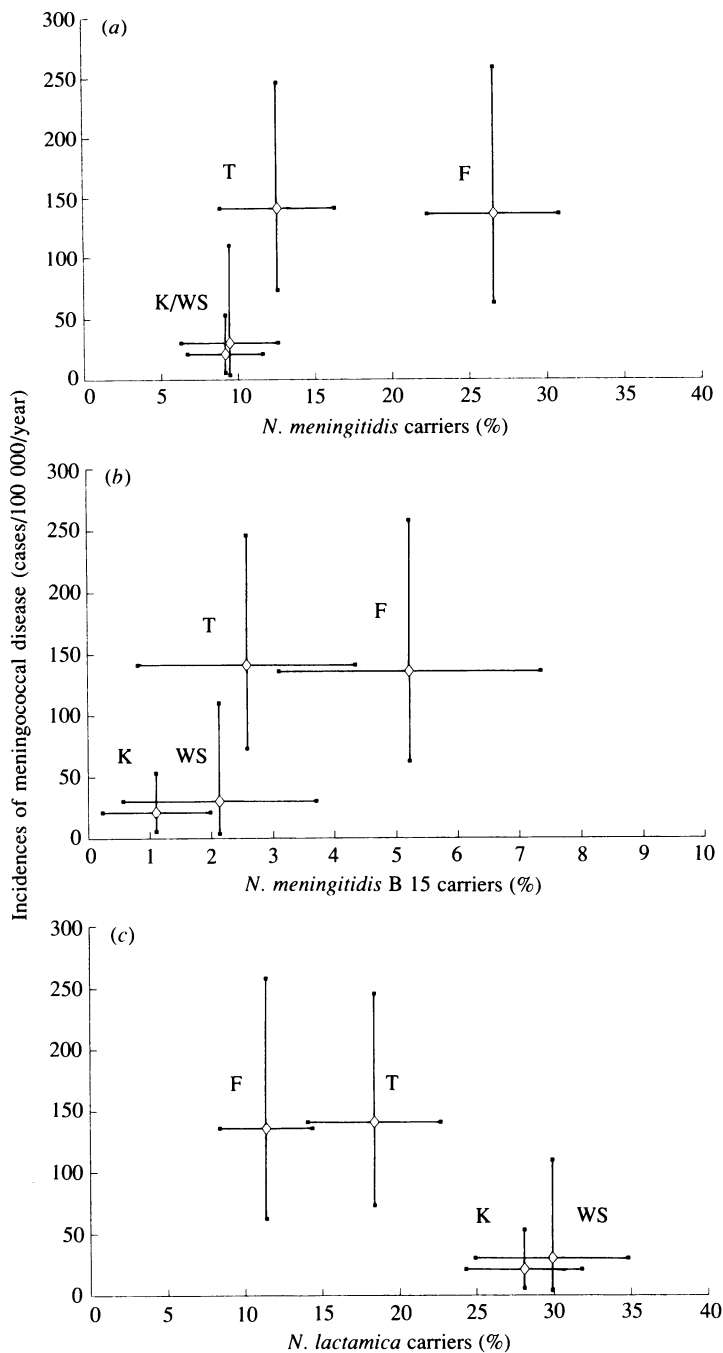 Incidences of meningococcal disease (cases/100 000/year)
(a)
300
250
200
150
100
50
0
T
F
K/WS
0 5 10 15 20 25 30 35 40
N. meningitidis carriers (%)
(b)
300
250
200
150
100
50
0
T
F
K WS
0 1 2 3 4 5 6 7 8 9 10
N. meningitidis B 15 carriers (%)
(c)
300
250
200
150
100
50
0
F T
K WS
0 5 10 15 20 25 30 35 40
N. lactamica carriers (%)